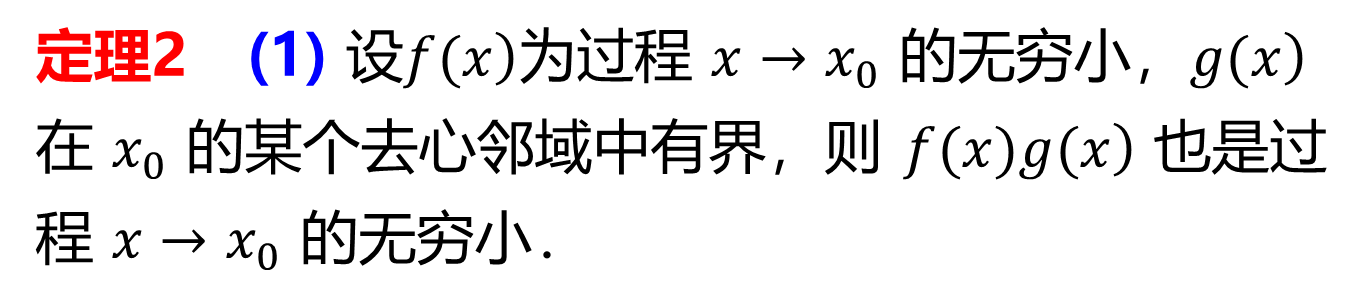 定理2 (1) 设f(x)为过程 x → x₀ 的无穷小，g(x)
在 x₀ 的某个去心邻域中有界，则 f(x)g(x) 也是过
程 x → x₀ 的无穷小.